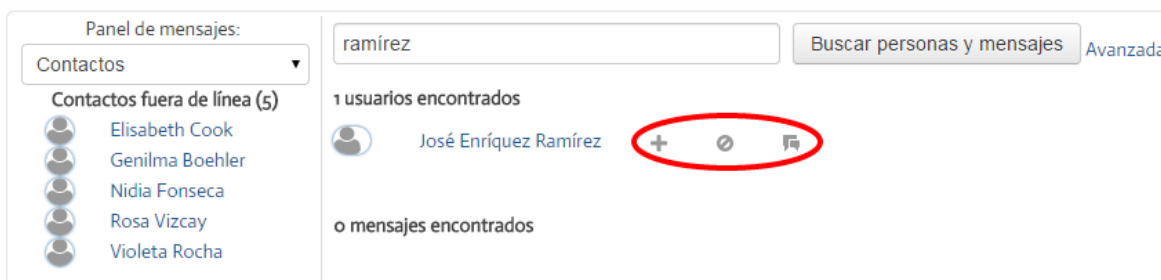 Panel de mensajes:
Contactos
Contactos fuera de línea (5)
Elisabeth Cook
Genilma Boehler
Nidia Fonseca
Rosa Vizcay
Violeta Rocha
ramírez
Buscar personas y mensajes
Avanzada
1 usuarios encontrados
José Enríquez Ramírez
0 mensajes encontrados